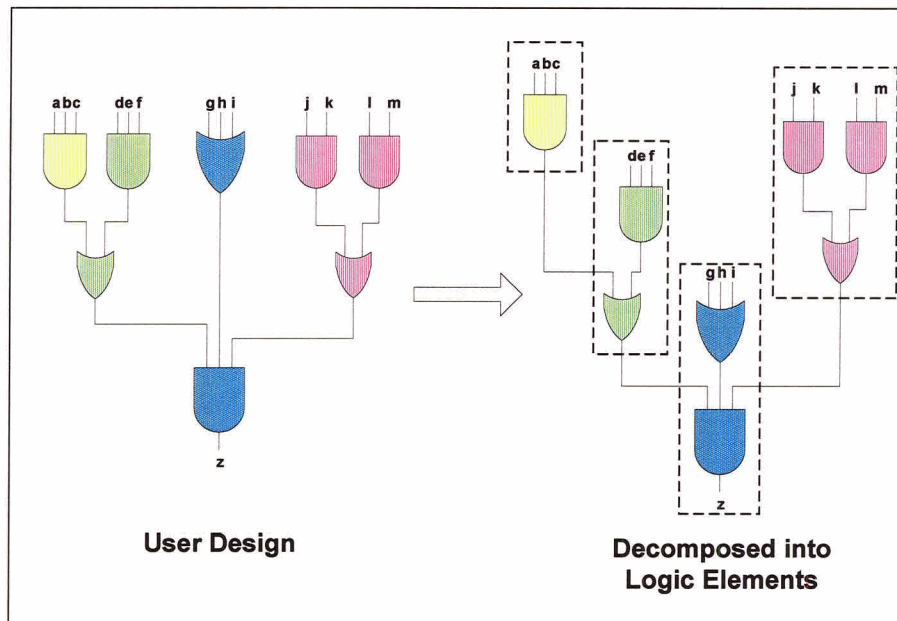 abc
abc def ghi j k l m
j k l m
def
ghi
z
z
User Design
Decomposed into
Logic Elements